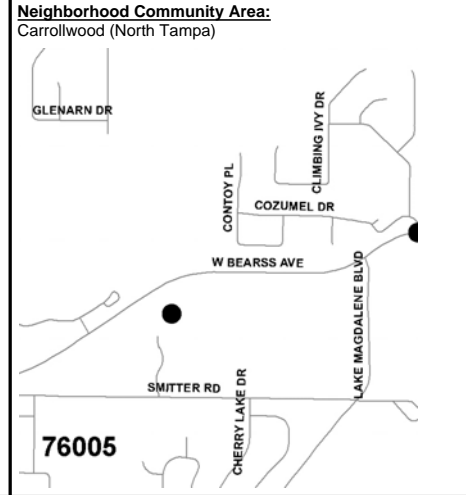 Neighborhood Community Area:
Carrollwood (North Tampa)
GLENARN DR
CLIMBING IVY DR
CONTOY PL
COZUMEL DR
W BEARSS AVE
LAKE MAGDALENE BLVD
SMITTER RD
CHERRY LAKE DR
76005